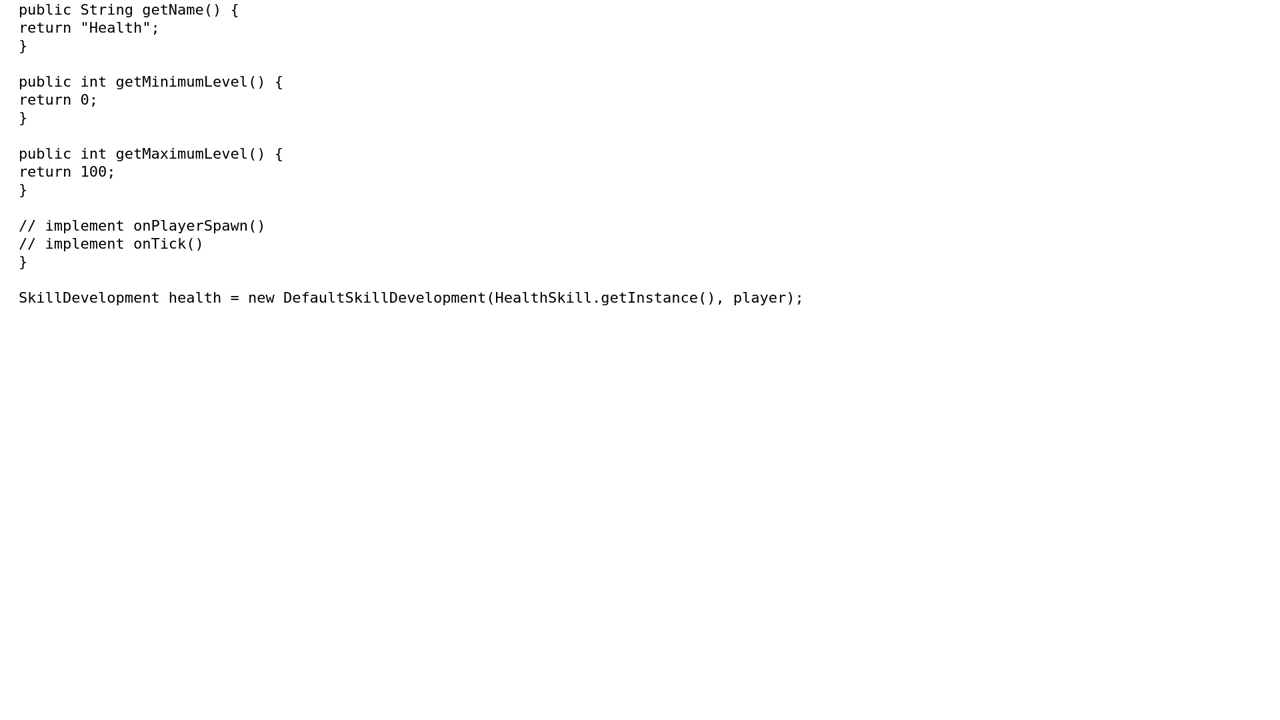 public String getName() {
return "Health";
}

public int getMinimumLevel() {
return 0;
}

public int getMaximumLevel() {
return 100;
}

// implement onPlayerSpawn()
// implement onTick()
}

SkillDevelopment health = new DefaultSkillDevelopment(HealthSkill.getInstance(), player);